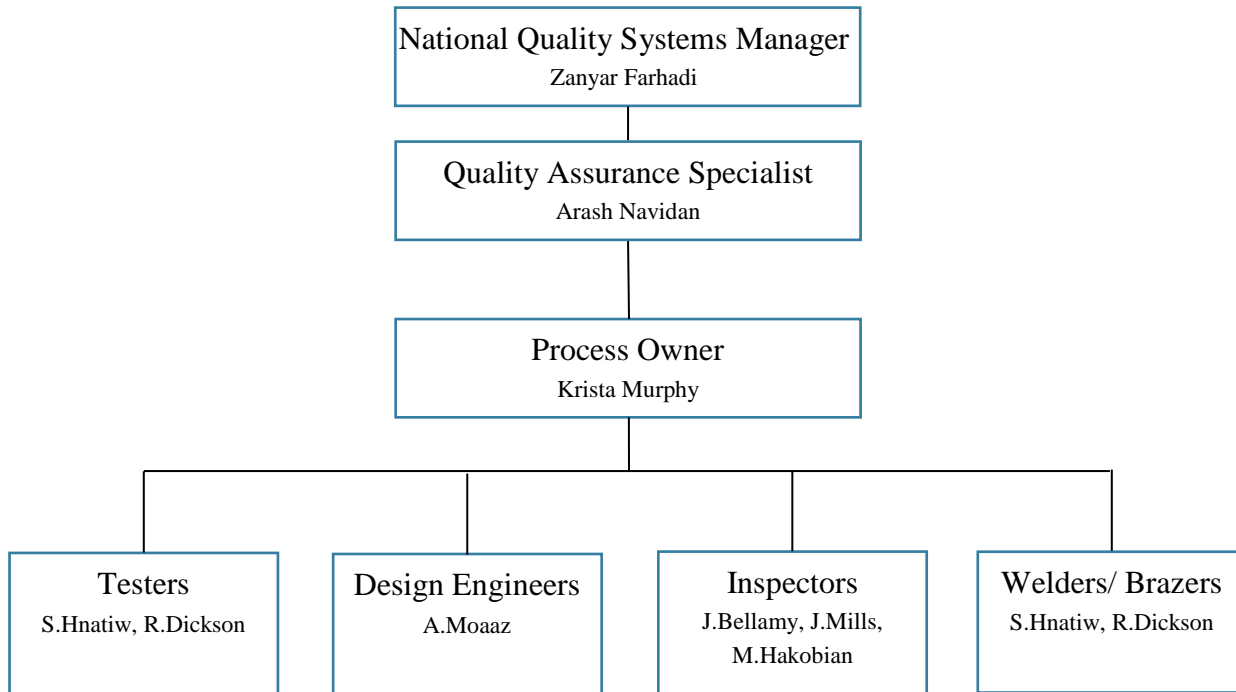 National Quality Systems Manager
Zanyar Farhadi
Quality Assurance Specialist
Arash Navidan
Process Owner
Krista Murphy
Testers
S.Hnatiw, R.Dickson
Design Engineers
A.Moaaz
Inspectors
J.Bellamy, J.Mills,
M.Hakobian
Welders/ Brazers
S.Hnatiw, R.Dickson